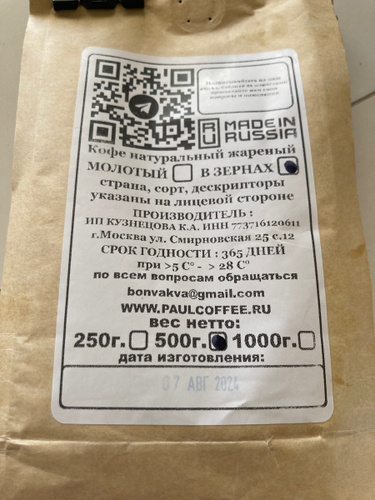 MADE IN
RUSSIA
Кофе натуральный жареный
МОЛОТЫЙ В ЗЕРНАХ
страна, сорт, дескрипторы
указаны на лицевой стороне
ПРОИЗВОДИТЕЛЬ :
ИП КУЗНЕЦОВА К.А. ИНН 773716120611
г.Москва ул. Смирновская 25 с.12
СРОК ГОДНОСТИ : 365 ДНЕЙ
при >5 C° - > 28 C°
по всем вопросам обращаться
bonvakva@gmail.com
WWW.PAULCOFFEE.RU
вес нетто:
250г. 500г. 1000г.
дата изготовления:
07 АВГ 2024